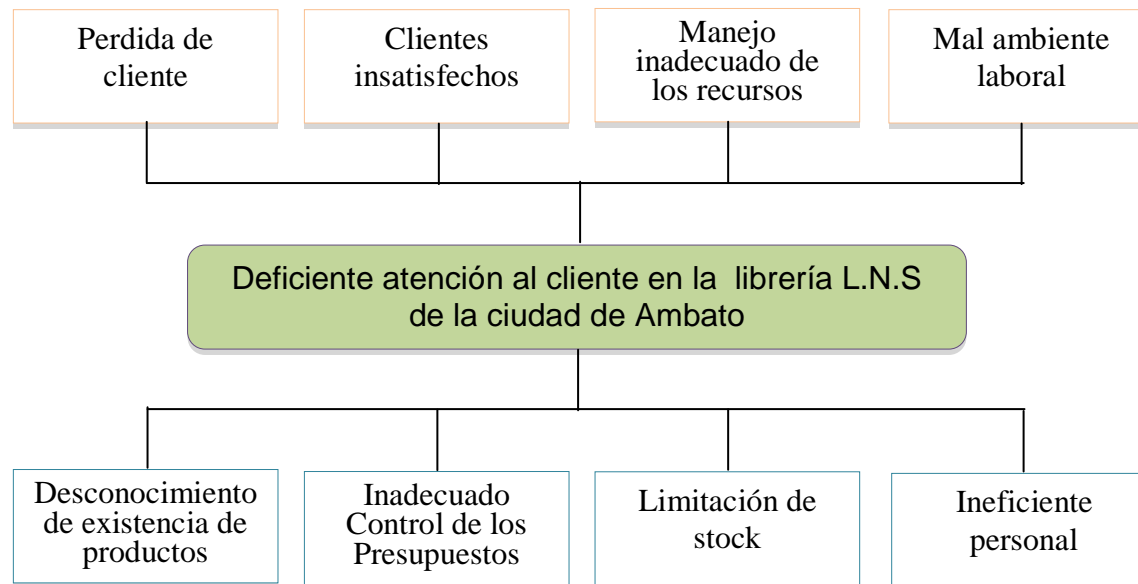 Perdida de
cliente
Clientes
insatisfechos
Manejo
inadecuado de
los recursos
Mal ambiente
laboral
Deficiente atención al cliente en la  librería L.N.S
de la ciudad de Ambato
Desconocimiento
de existencia de
productos
Inadecuado
Control de los
Presupuestos
Limitación de
stock
Ineficiente
personal